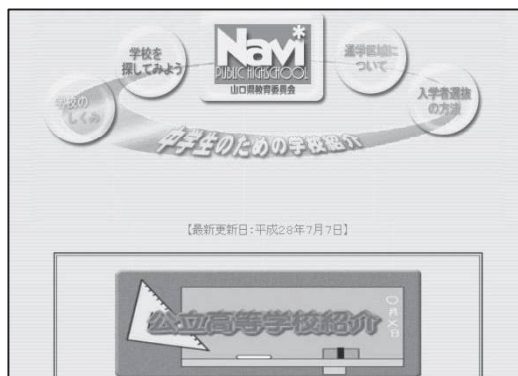 学校の
しくみ
学校を
探してみよう
Navi*
PUBLIC HIGHSCHOOL
山口県教育委員会
通学区域に
ついて
入学者選抜
の方法
中学生のための学校紹介
【最新更新日:平成28年7月7日】
公立高等学校紹介
○月×日